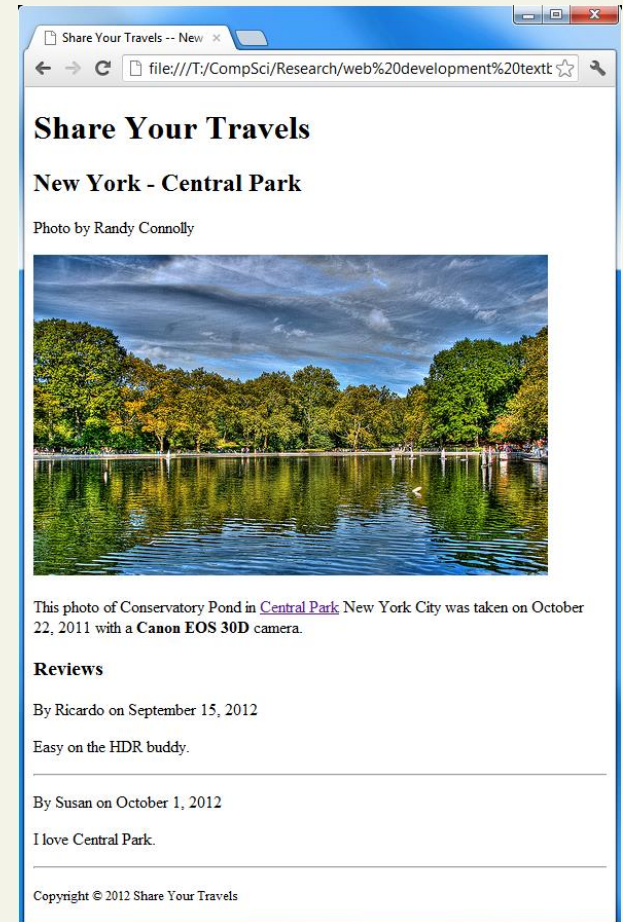 Share Your Travels -- New
file:///T:/CompSci/Research/web%20development%20textb
Share Your Travels
New York - Central Park
Photo by Randy Connolly
This photo of Conservatory Pond in Central Park New York City was taken on October
22, 2011 with a Canon EOS 30D camera.
Reviews
By Ricardo on September 15, 2012
Easy on the HDR buddy.
By Susan on October 1, 2012
I love Central Park.
Copyright © 2012 Share Your Travels